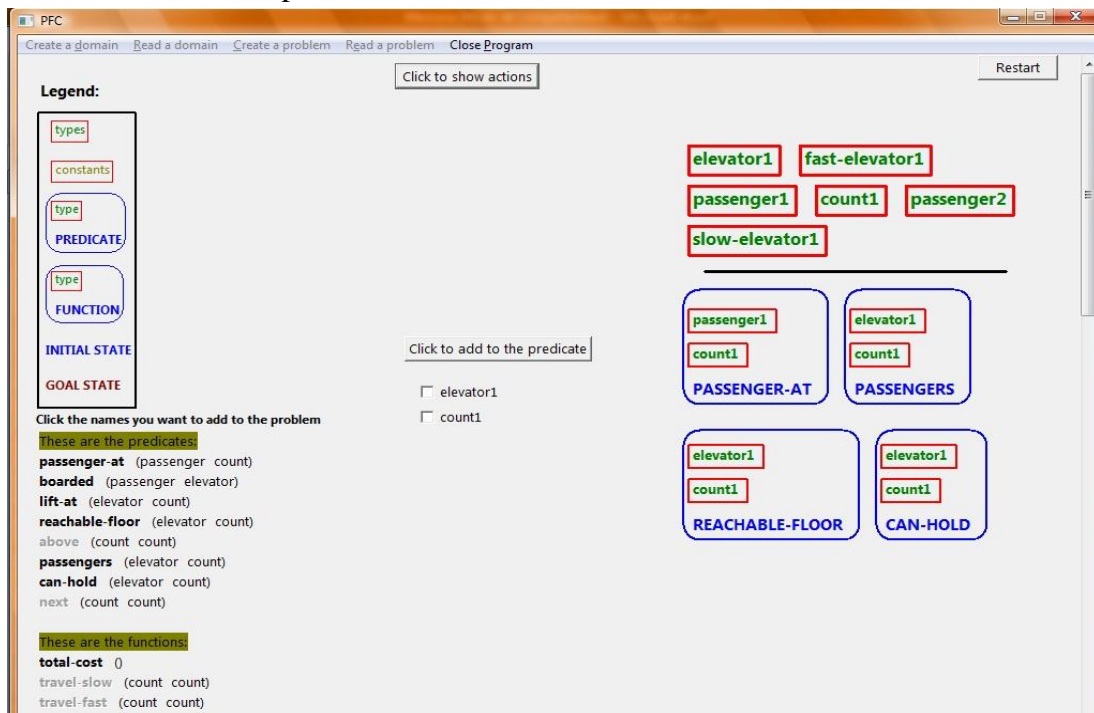 PFC
Create a domain Read a domain Create a problem Read a problem Close Program
Click to show actions
Restart
Legend:
types
constants
type
PREDICATE
type
FUNCTION
INITIAL STATE
GOAL STATE
Click the names you want to add to the problem
These are the predicates:
passenger-at (passenger count)
boarded (passenger elevator)
lift-at (elevator count)
reachable-floor (elevator count)
above (count count)
passengers (elevator count)
can-hold (elevator count)
next (count count)
These are the functions:
total-cost ()
travel-slow (count count)
travel-fast (count count)
Click to add to the predicate
elevator1
count1
elevator1 fast-elevator1
passenger1 count1 passenger2
slow-elevator1
passenger1
count1
PASSENGER-AT
elevator1
count1
PASSENGERS
elevator1
count1
REACHABLE-FLOOR
elevator1
count1
CAN-HOLD